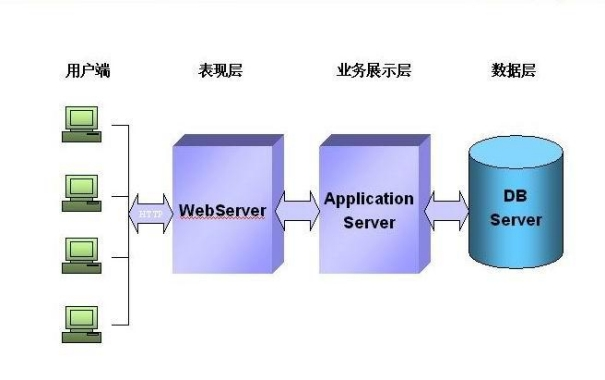 用户端
表现层
业务展示层
数据层
HTTP
WebServer
Application
Server
DB
Server